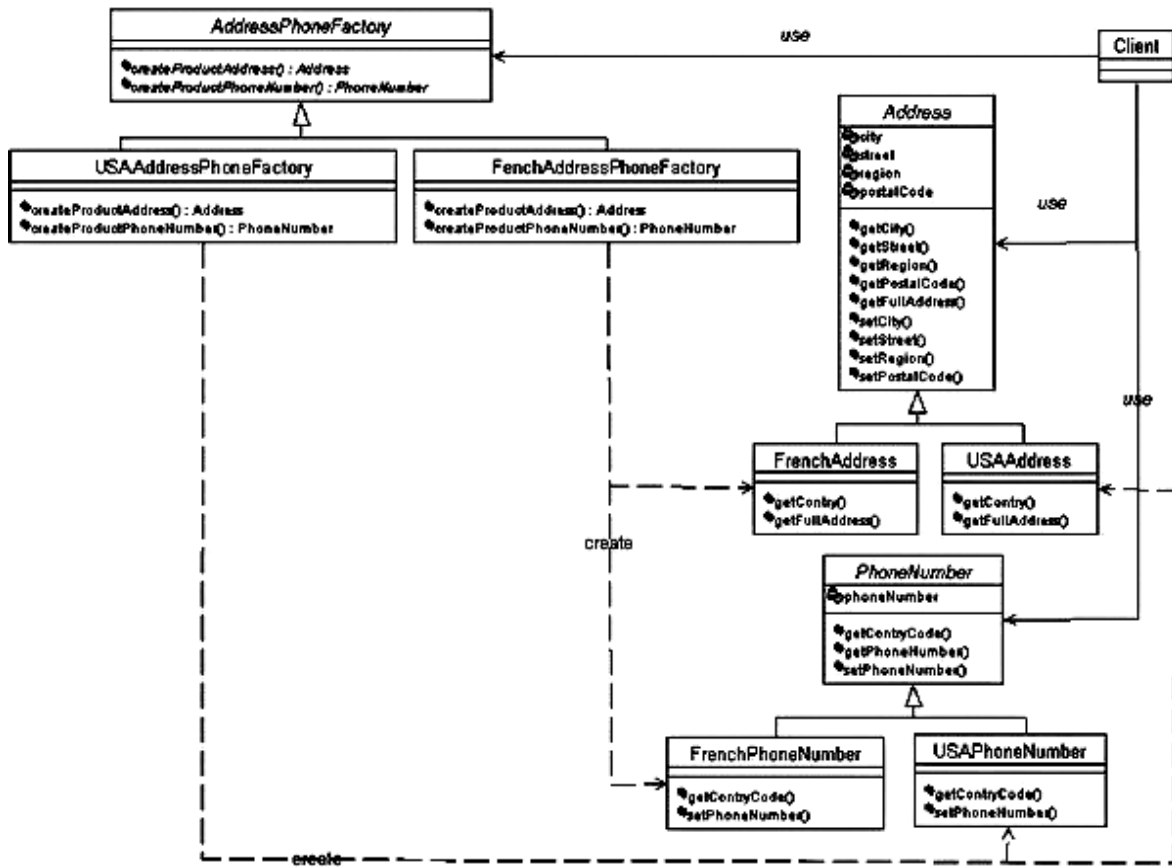 AddressPhoneFactory
createProductAddress() : Address
createProductPhoneNumber() : PhoneNumber
use
Client
USAAddressPhoneFactory
createProductAddress() : Address
createProductPhoneNumber() : PhoneNumber
FenchAddressPhoneFactory
createProductAddress() : Address
createProductPhoneNumber() : PhoneNumber
Address
city
street
region
postalCode
getCity()
getStreet()
getRegion()
getPostalCode()
getFullAddress()
setCity()
setStreet()
setRegion()
setPostalCode()
use
use
FrenchAddress
getContry()
getFullAddress()
USAAddress
getContry()
getFullAddress()
create
PhoneNumber
phoneNumber
getContryCode()
getPhoneNumber()
setPhoneNumber()
FrenchPhoneNumber
getContryCode()
setPhoneNumber()
USAPhoneNumber
getContryCode()
setPhoneNumber()
create